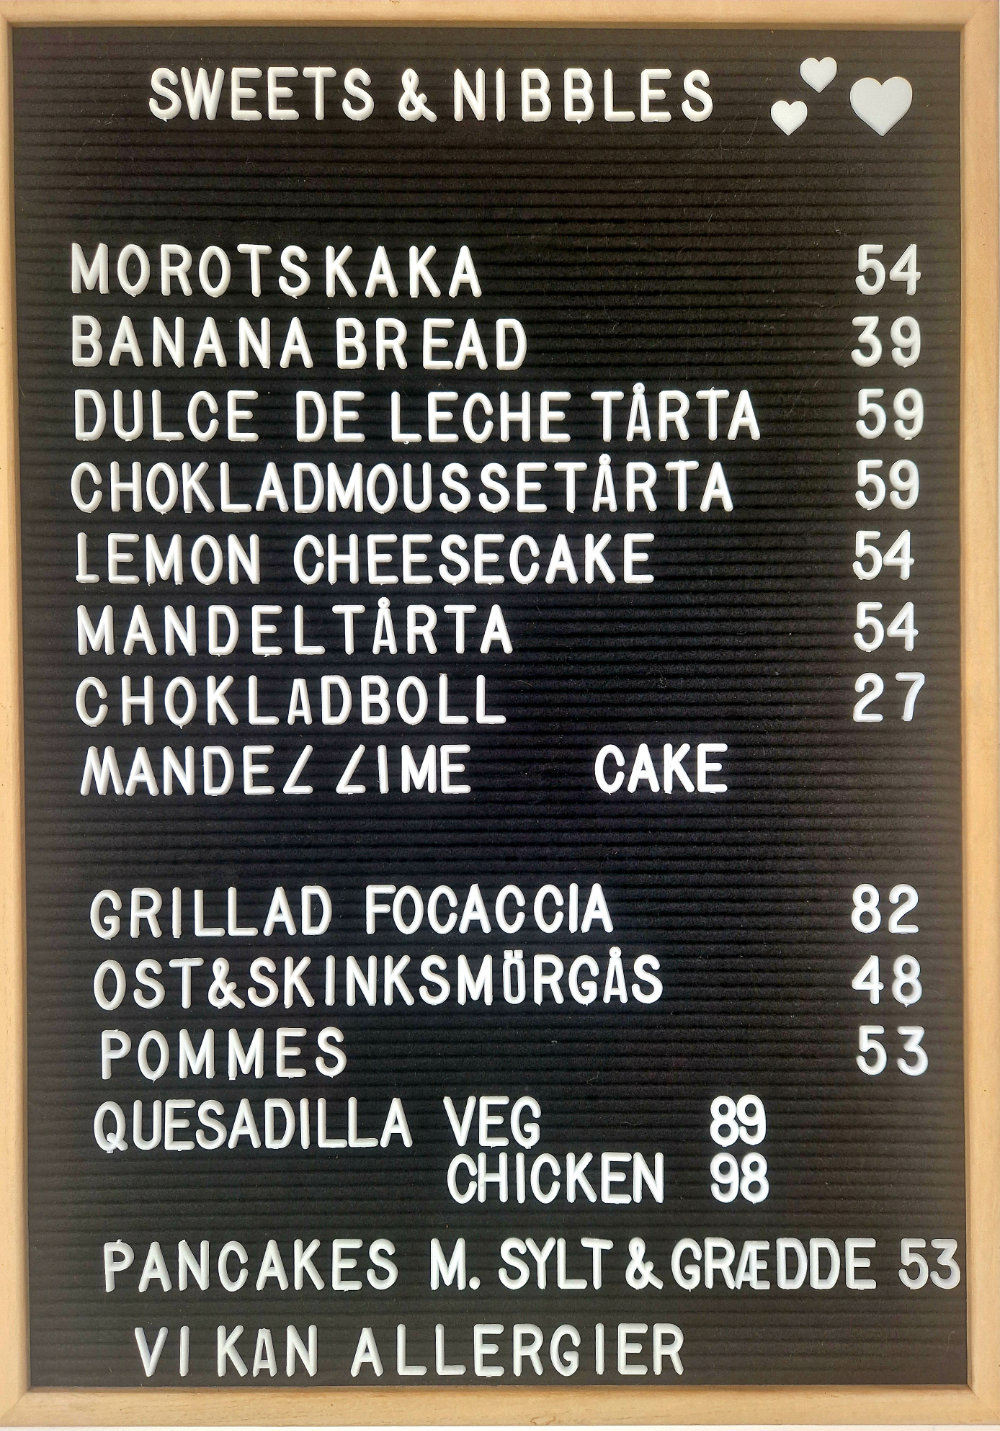 SWEETS & NIBBLES
MOROTSKAKA 54
BANANA BREAD 39
DULCE DE LECHE TÅRTA 59
CHOKLADMOUSSETÅRTA 59
LEMON CHEESECAKE 54
MANDELTÅRTA 54
CHOKLADBOLL 27
MANDEL LIME CAKE
GRILLAD FOCACCIA 82
OST&SKINKSMÖRGÅS 48
POMMES 53
QUESADILLA VEG 89
CHICKEN 98
PANCAKES M. SYLT & GRÆDDE 53
VI KAN ALLERGIER